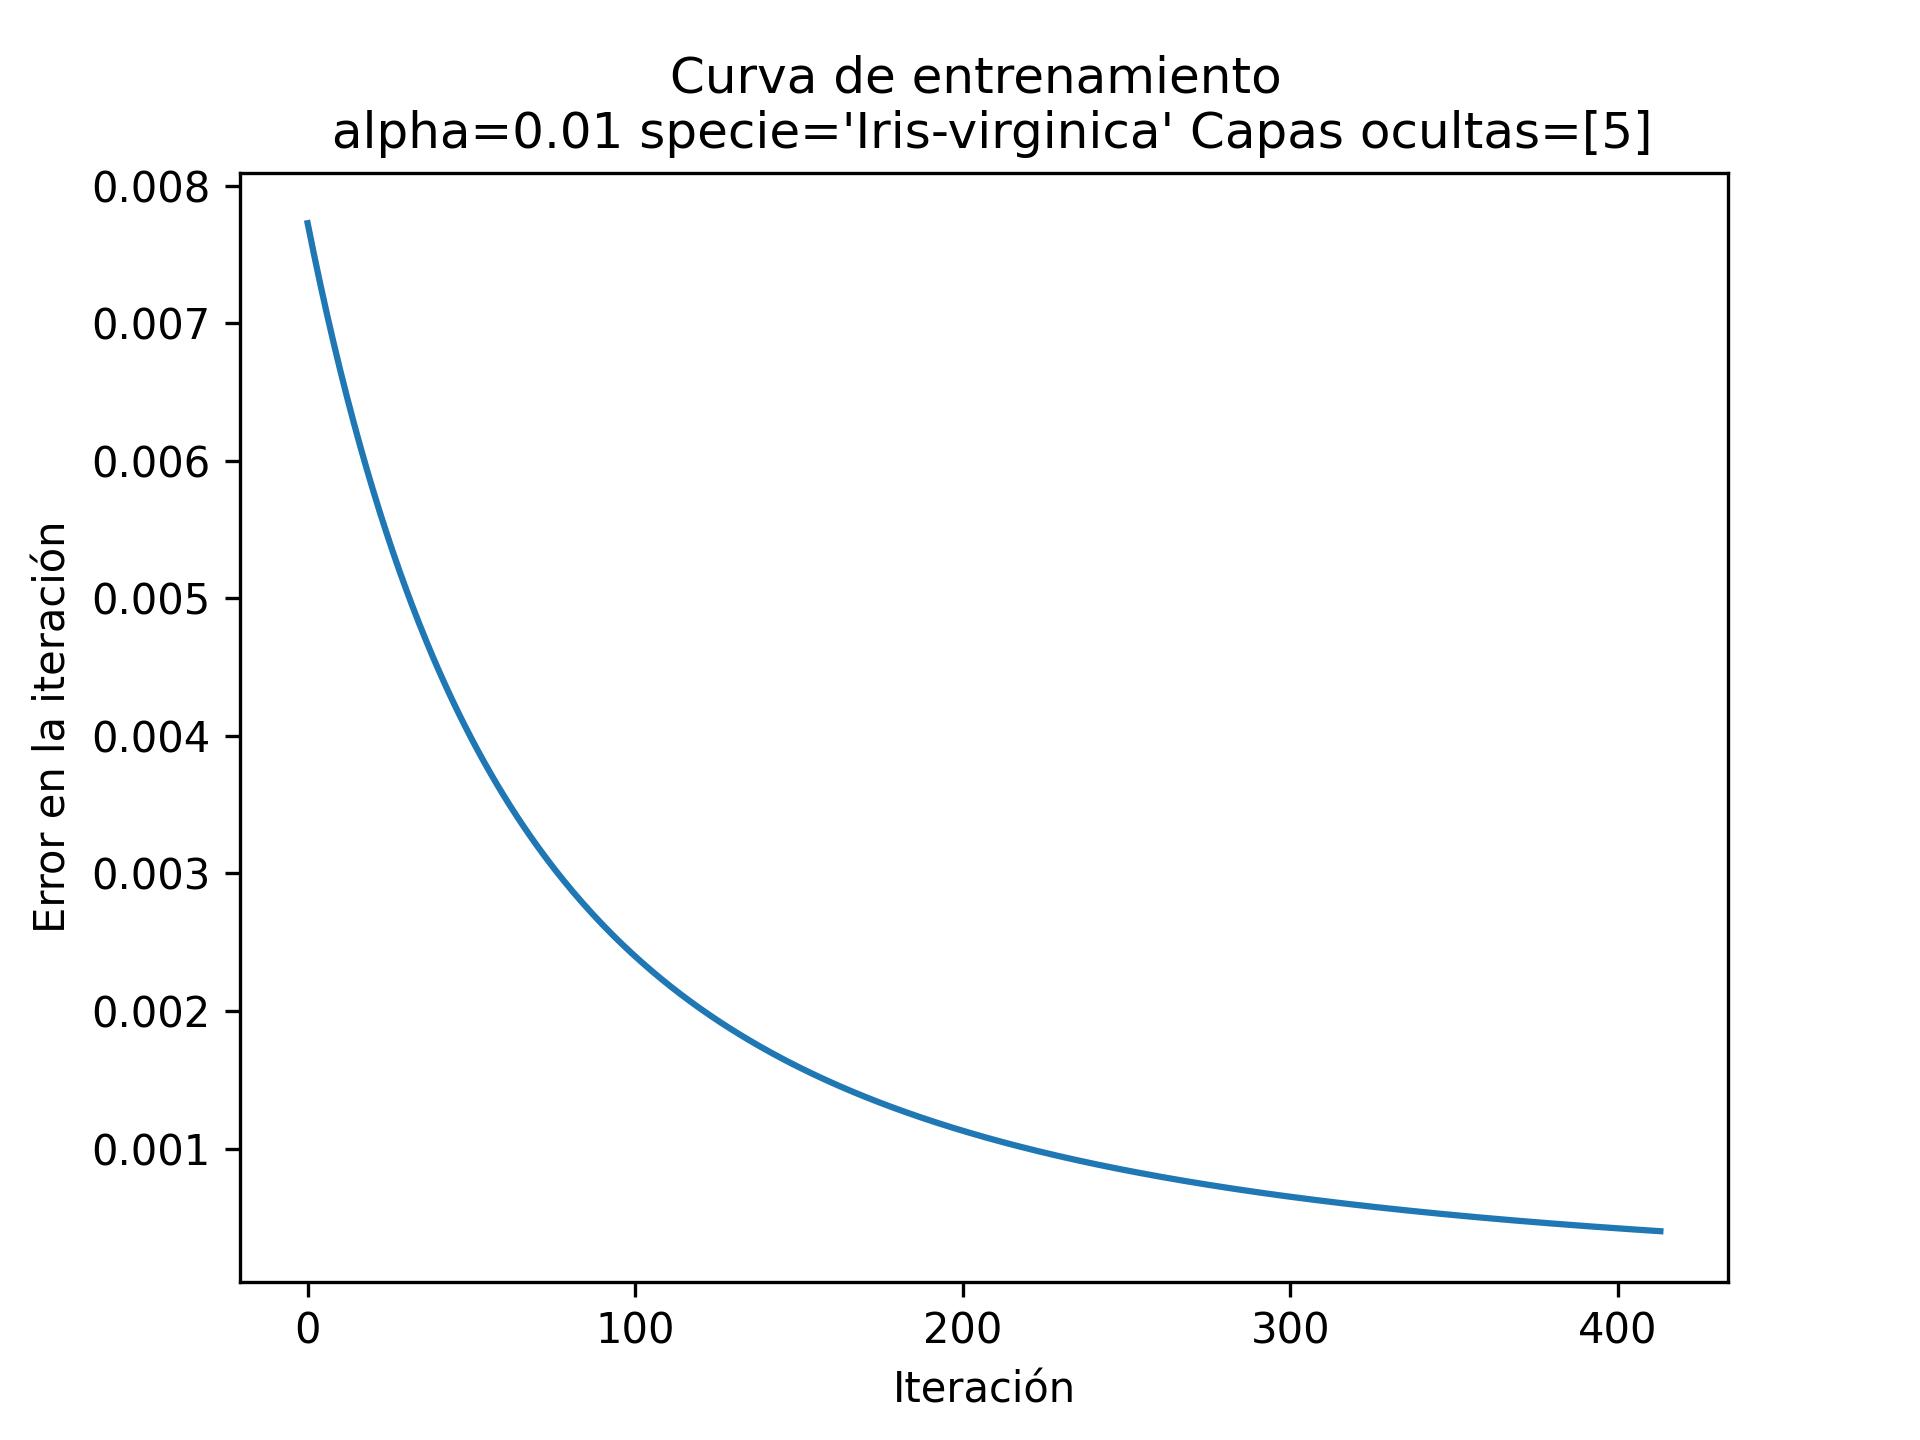 Curva de entrenamiento
alpha=0.01 specie='Iris-virginica' Capas ocultas=[5]
0.008
0.007
0.006
0.005
0.004
0.003
0.002
0.001
Error en la iteración
0 100 200 300 400
Iteración